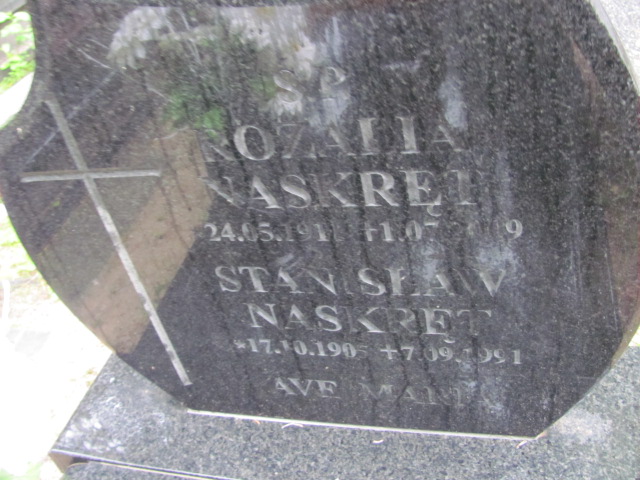 Ś P
ROZALIA
NASKRĘT
STANISŁAW
NASKRĘT
+7.09.1991
AVE MARIA